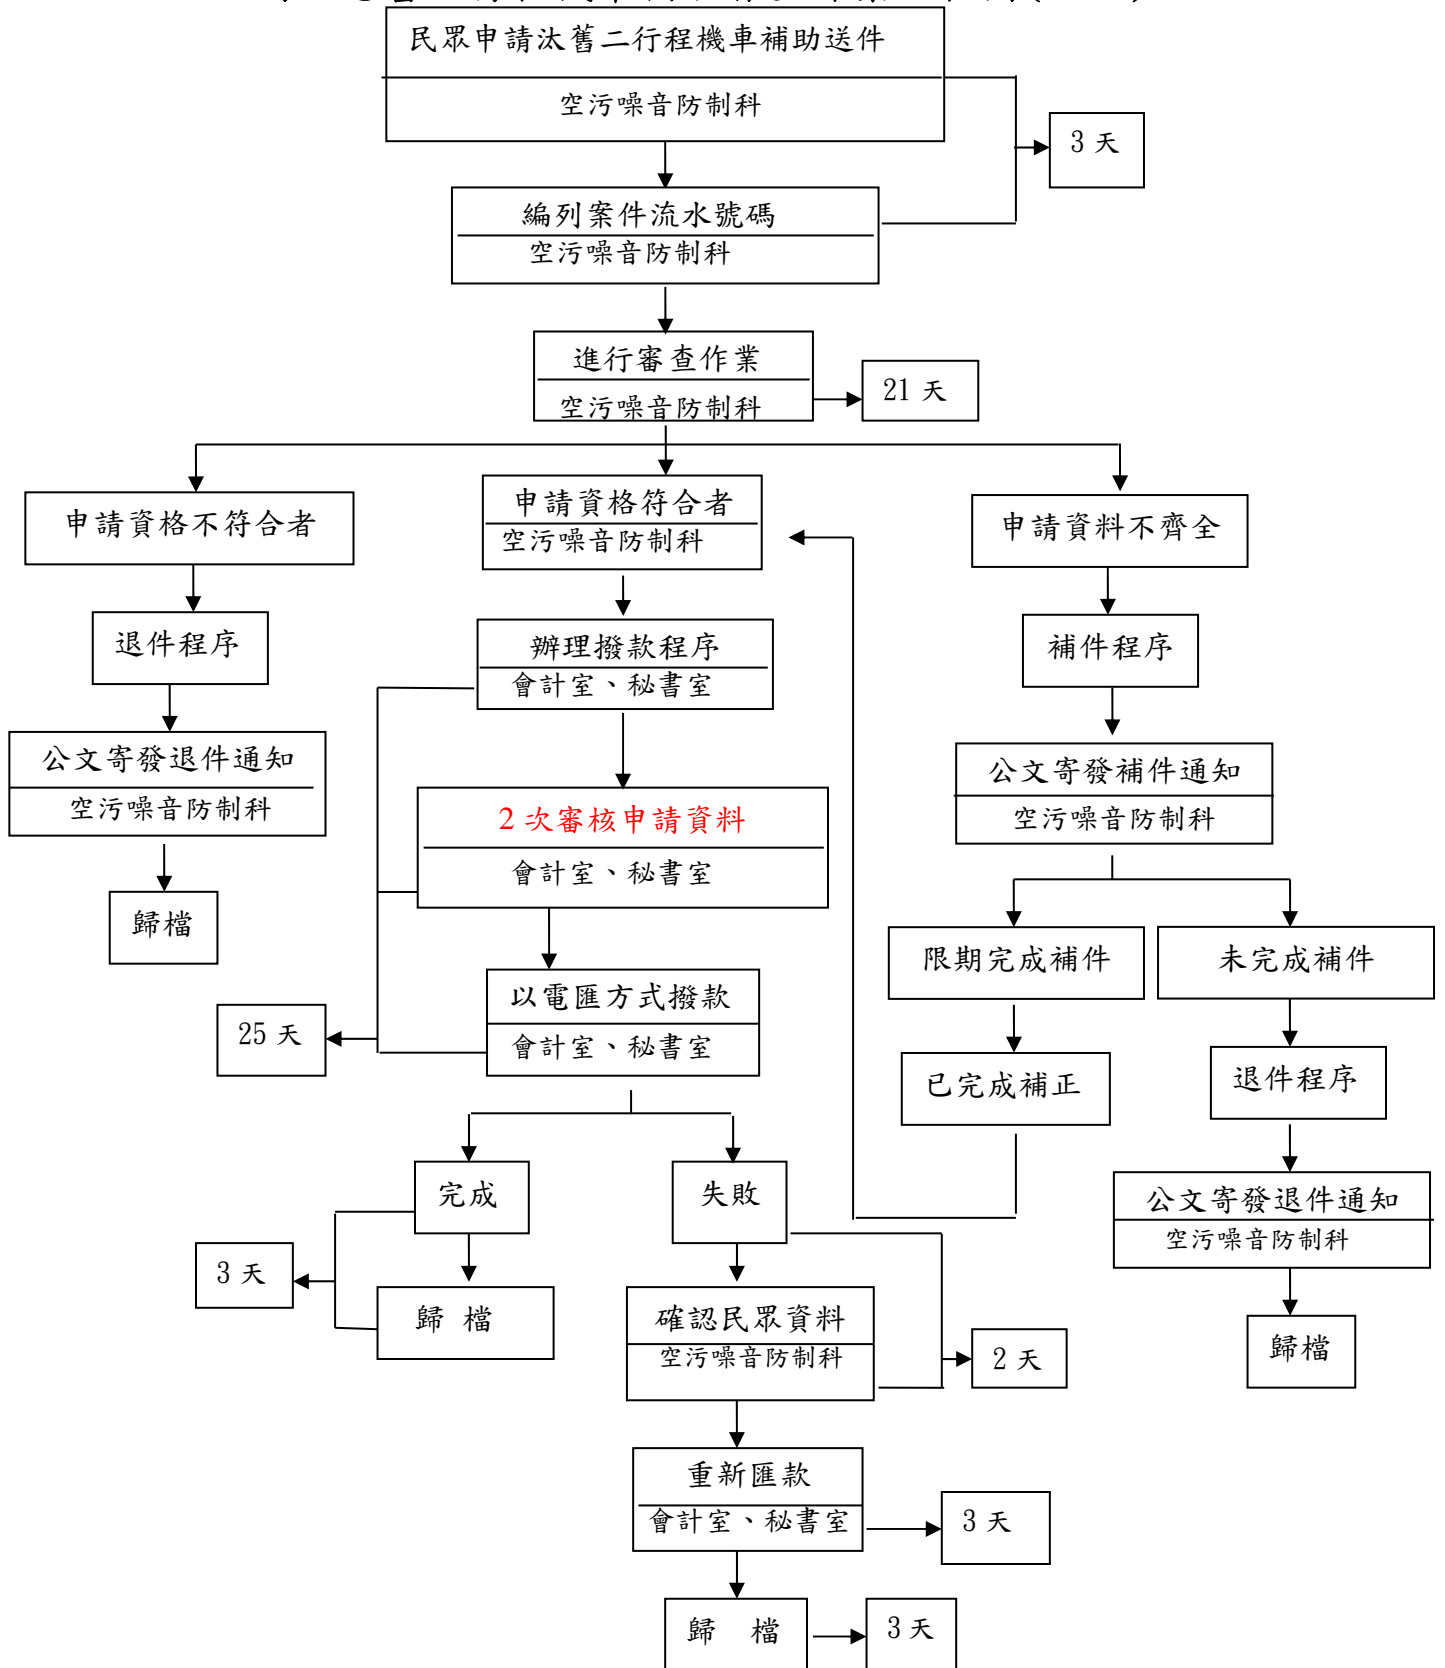 民眾申請汰舊二行程機車補助送件
空污噪音防制科
3 天
編列案件流水號碼
空污噪音防制科
進行審查作業
空污噪音防制科
21 天
申請資格不符合者
申請資格符合者
空污噪音防制科
申請資料不齊全
退件程序
辦理撥款程序
會計室、秘書室
補件程序
公文寄發退件通知
空污噪音防制科
2 次審核申請資料
會計室、秘書室
公文寄發補件通知
空污噪音防制科
歸檔
限期完成補件
未完成補件
以電匯方式撥款
會計室、秘書室
25 天
已完成補正
退件程序
完成
失敗
公文寄發退件通知
空污噪音防制科
3 天
歸 檔
確認民眾資料
空污噪音防制科
2 天
歸檔
重新匯款
會計室、秘書室
3 天
歸 檔
3 天